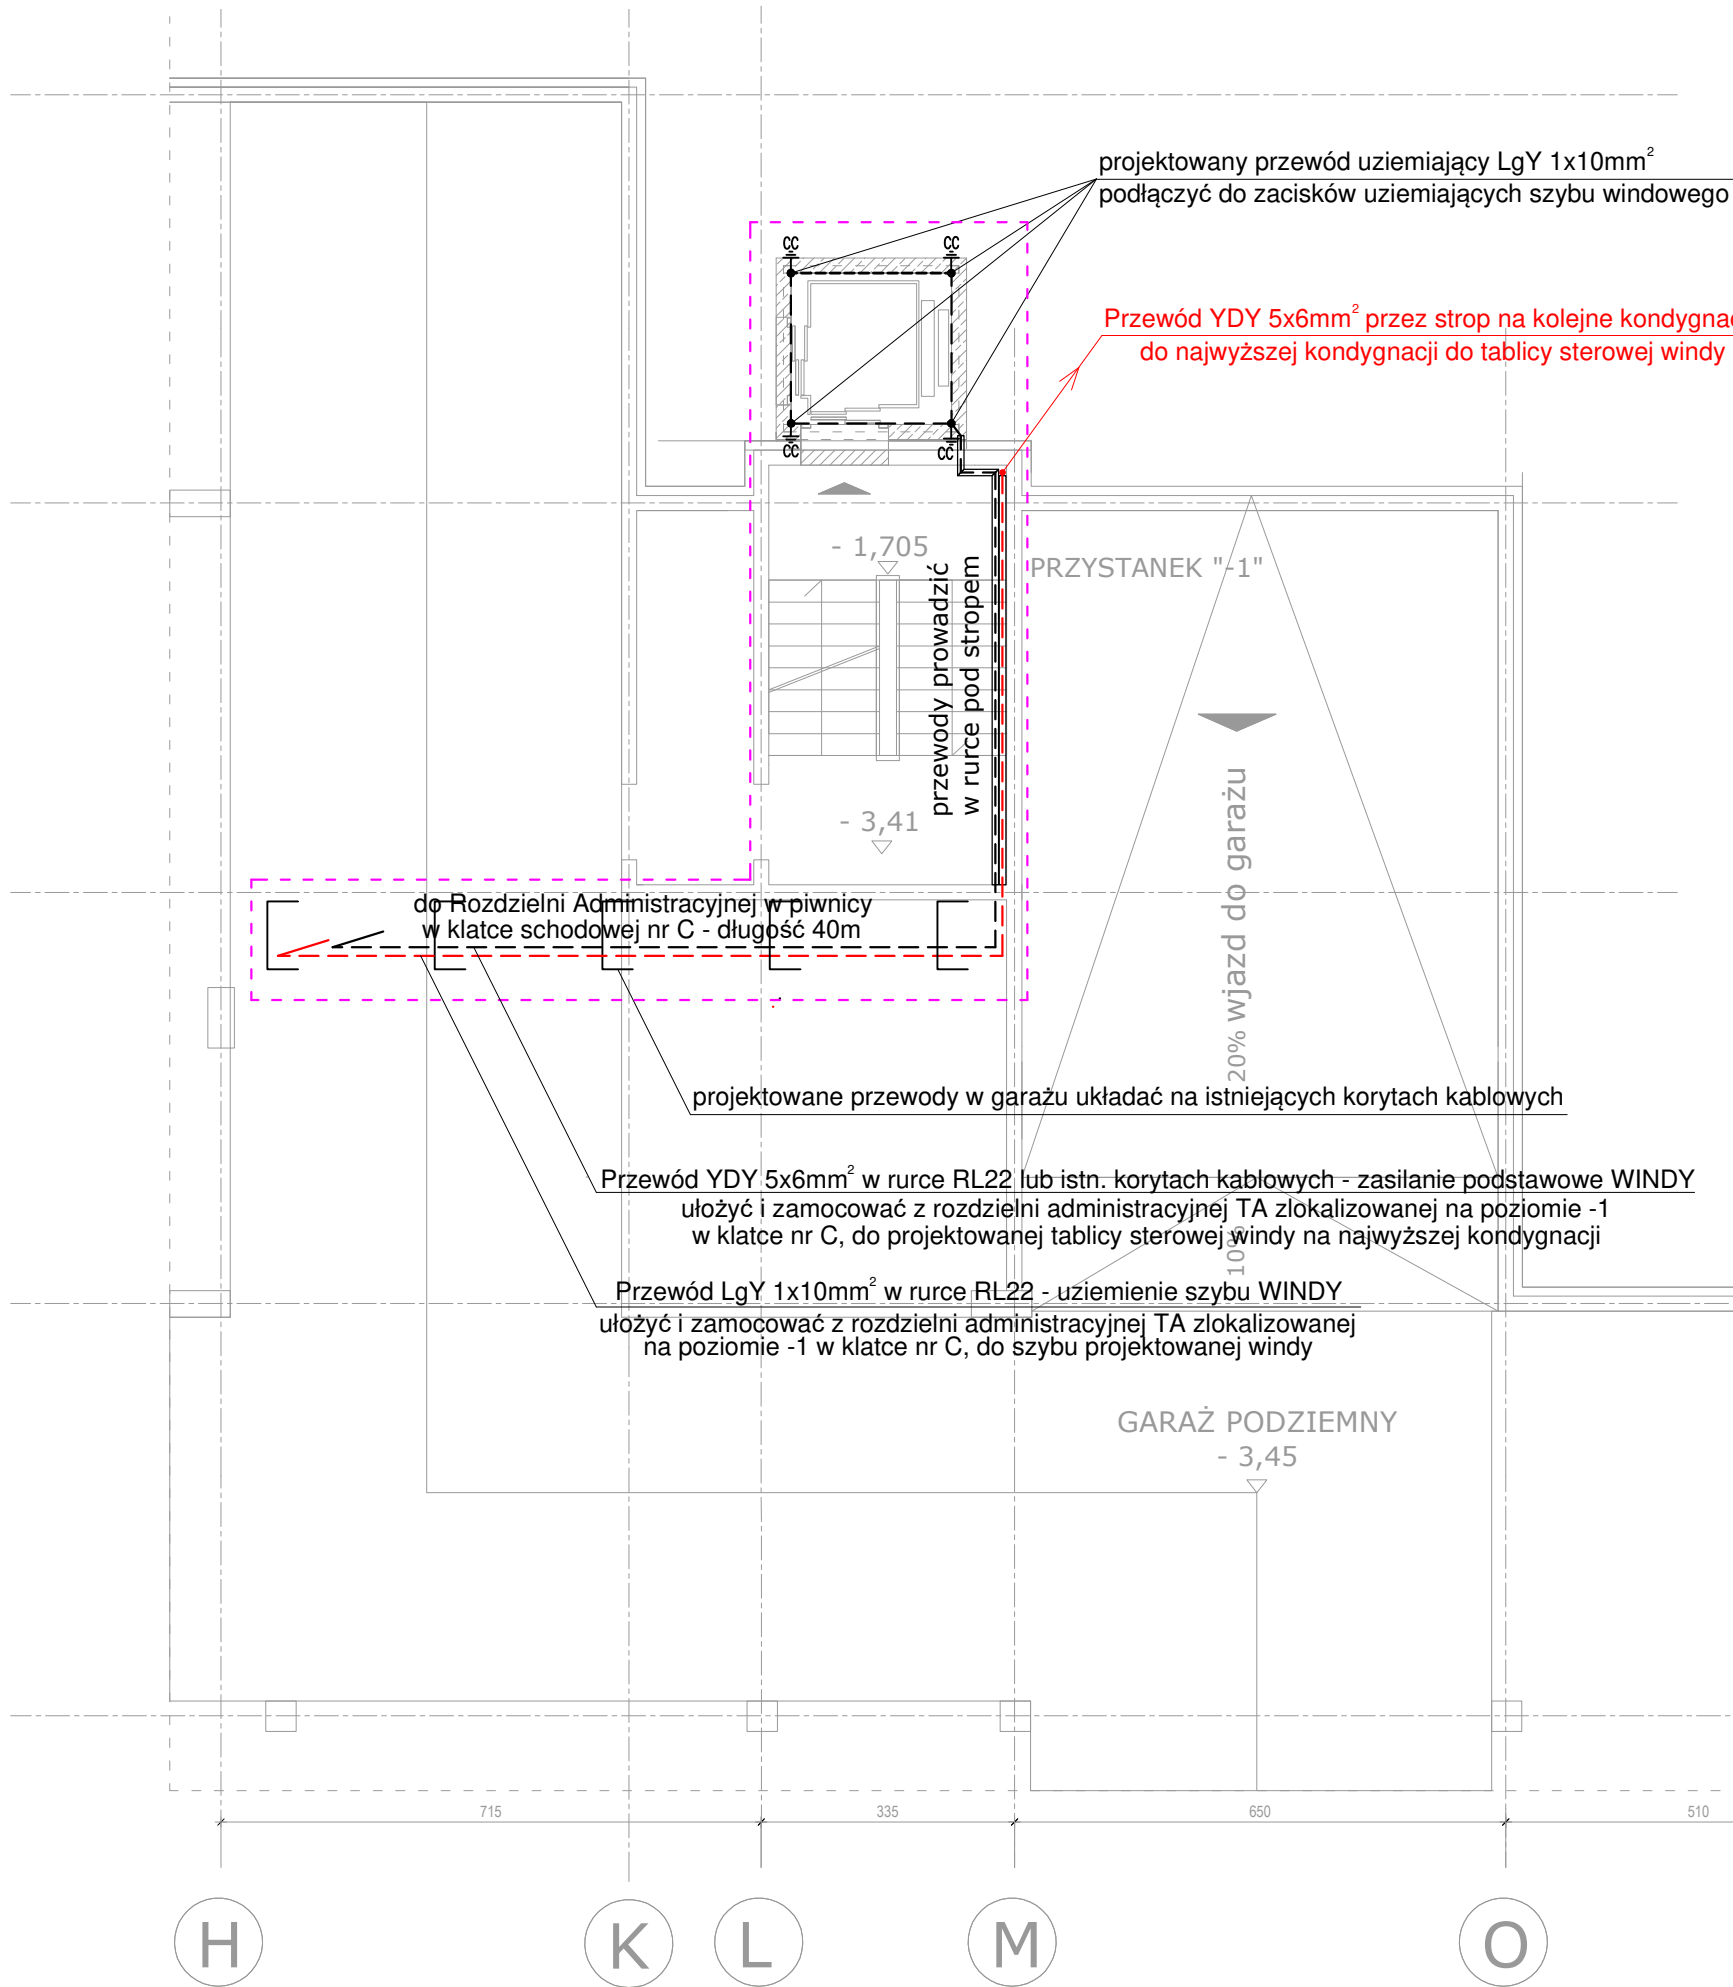 projektowany przewód uziemiający LgY 1x10mm²
podłączyć do zacisków uziemiających szybu windowego
CC
CC
Przewód YDY 5x6mm² przez strop na kolejne kondygnac
do najwyższej kondygnacji do tablicy sterowej windy
CC
CC
- 1,705
PRZYSTANEK "-1"
przewody prowadzić
w rurce pod stropem
- 3,41
20% wjazd do garażu
do Rozdzielni Administracyjnej w piwnicy
w klatce schodowej nr C - długość 40m
projektowane przewody w garażu układać na istniejących korytach kablowych
Przewód YDY 5x6mm² w rurce RL22 lub istn. korytach kablowych - zasilanie podstawowe WINDY
ułożyć i zamocować z rozdzielni administracyjnej TA zlokalizowanej na poziomie -1
w klatce nr C, do projektowanej tablicy sterowej windy na najwyższej kondygnacji
10%
Przewód LgY 1x10mm² w rurce RL22 - uziemienie szybu WINDY
ułożyć i zamocować z rozdzielni administracyjnej TA zlokalizowanej
na poziomie -1 w klatce nr C, do szybu projektowanej windy
GARAŻ PODZIEMNY
- 3,45
715
335
650
510
H
K
L
M
O